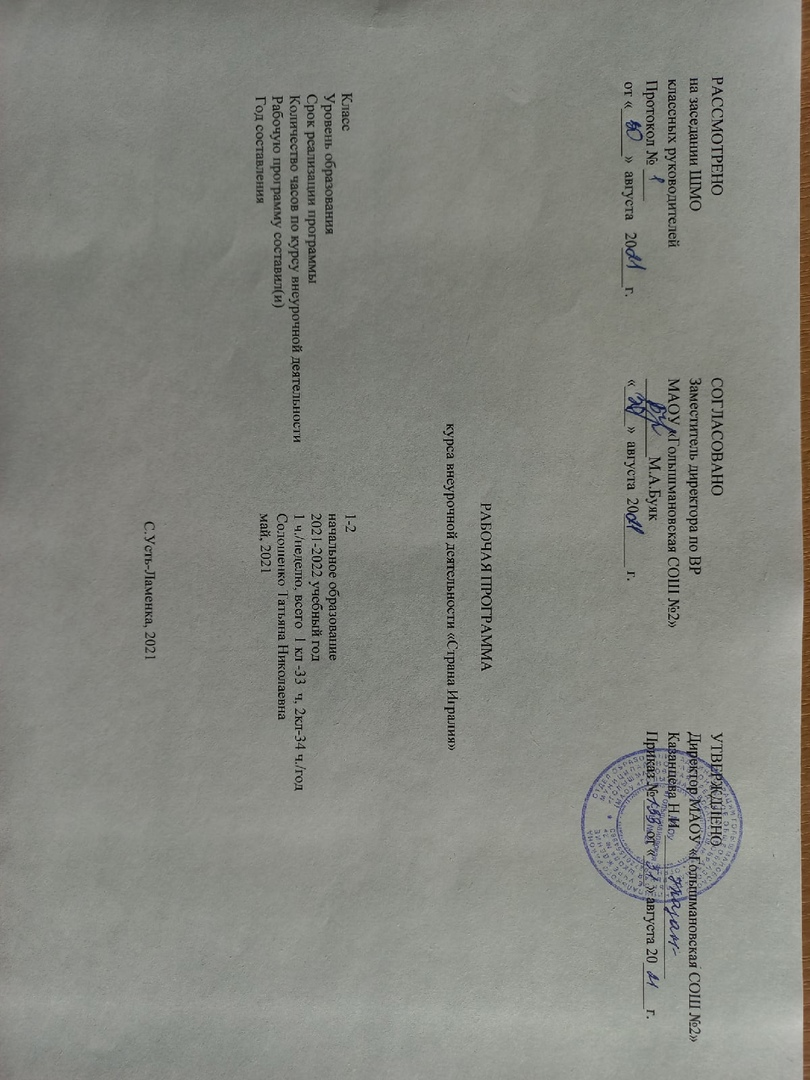 РАССМОТРЕНО
на заседании ШМО
классных руководителей
Протокол № 1
от « 30 » августа 2021 г.
СОГЛАСОВАНО
Заместитель директора по ВР
МАОУ «Голышмановская СОШ №2»
М.А.Буяк
« » августа 2021 г.
УТВЕРЖДЕНО
Директор МАОУ «Голышмановская СОШ №2»
Казанцева Н.И
Приказ № от « 31 » августа 20 21 г.
РАБОЧАЯ ПРОГРАММА
курса внеурочной деятельности «Страна Игралия»
Класс 1-2
Уровень образования начальное образование
Срок реализации программы 2021-2022 учебный год
Количество часов по курсу внеурочной деятельности 1 ч./неделю, всего 1 кл -33 ч, 2кл-34 ч./год
Рабочую программу составил(и) Солошенко Татьяна Николаевна
Год составления май, 2021
С.Усть-Ламенка, 2021